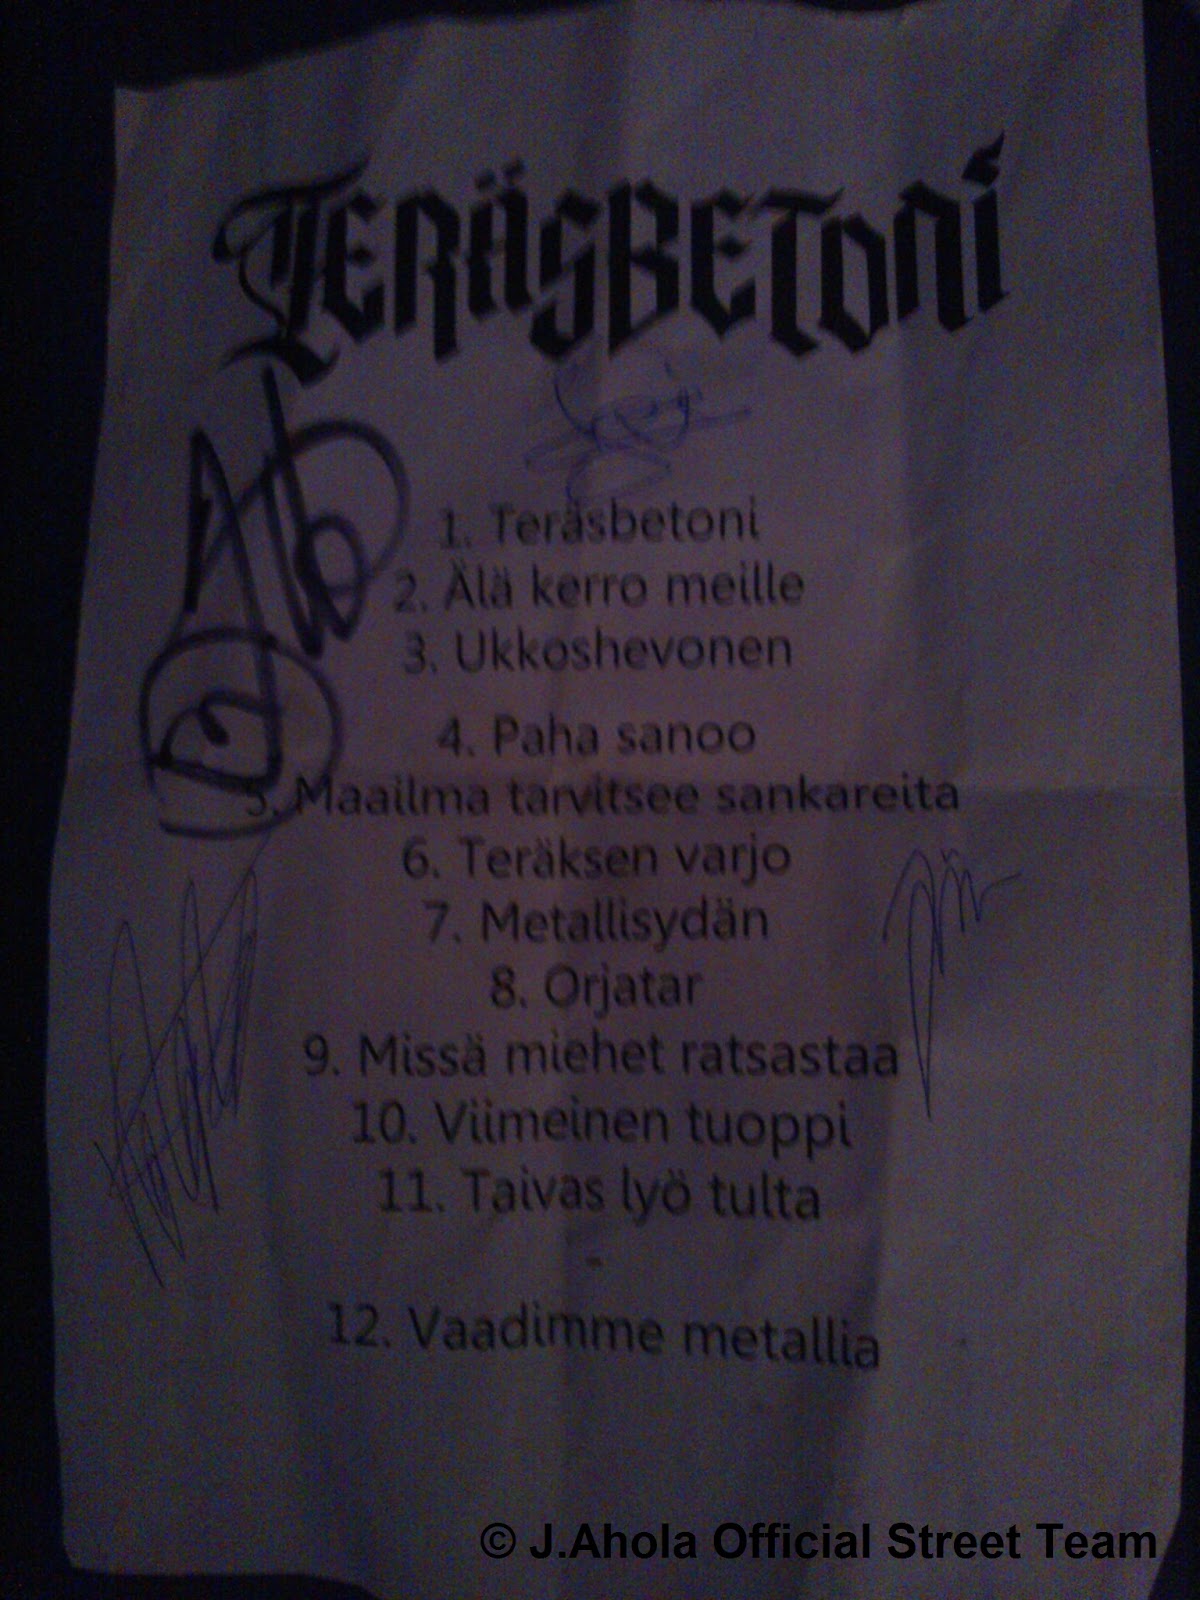 TERÄSBETONI
1. Teräsbetoni
2. Älä kerro meille
3. Ukkoshevonen
4. Paha sanoo
5. Maailma tarvitsee sankareita
6. Teräksen varjo
7. Metallisydän
8. Orjatar
9. Missä miehet ratsastaa
10. Viimeinen tuoppi
11. Taivas lyö tulta
-
12. Vaadimme metallia
© J.Ahola Official Street Team